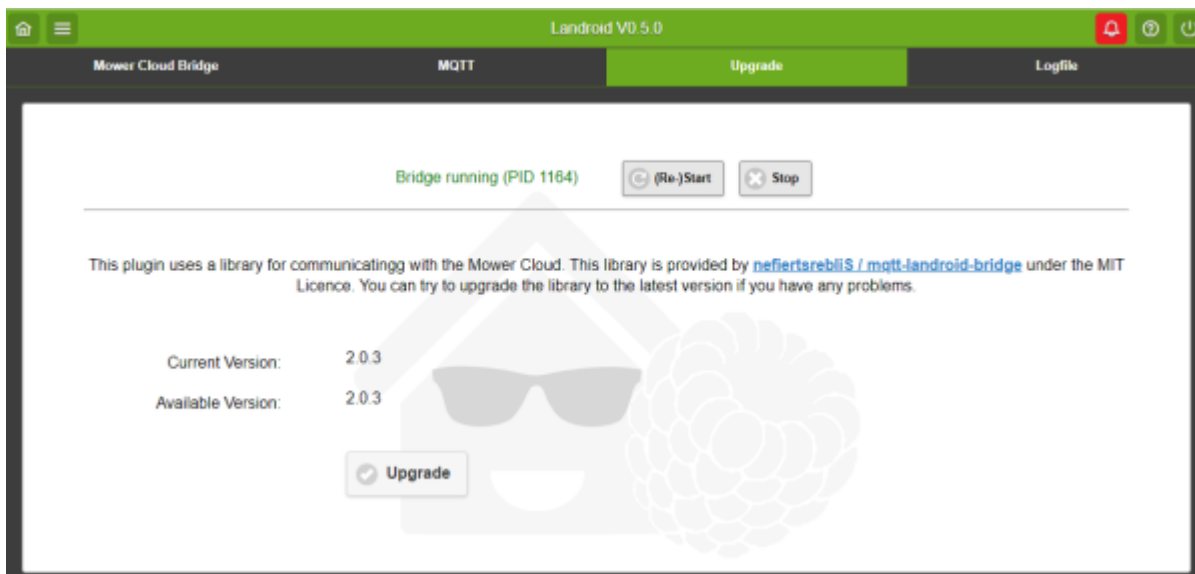 Landroid V0.5.0
Mower Cloud Bridge
MQTT
Upgrade
Logfile
Bridge running (PID 1164)
(Re-)Start
Stop
This plugin uses a library for communicatingg with the Mower Cloud. This library is provided by nefiertsrebliS / mqtt-landroid-bridge under the MIT
Licence. You can try to upgrade the library to the latest version if you have any problems.
Current Version: 2.0.3
Available Version: 2.0.3
Upgrade